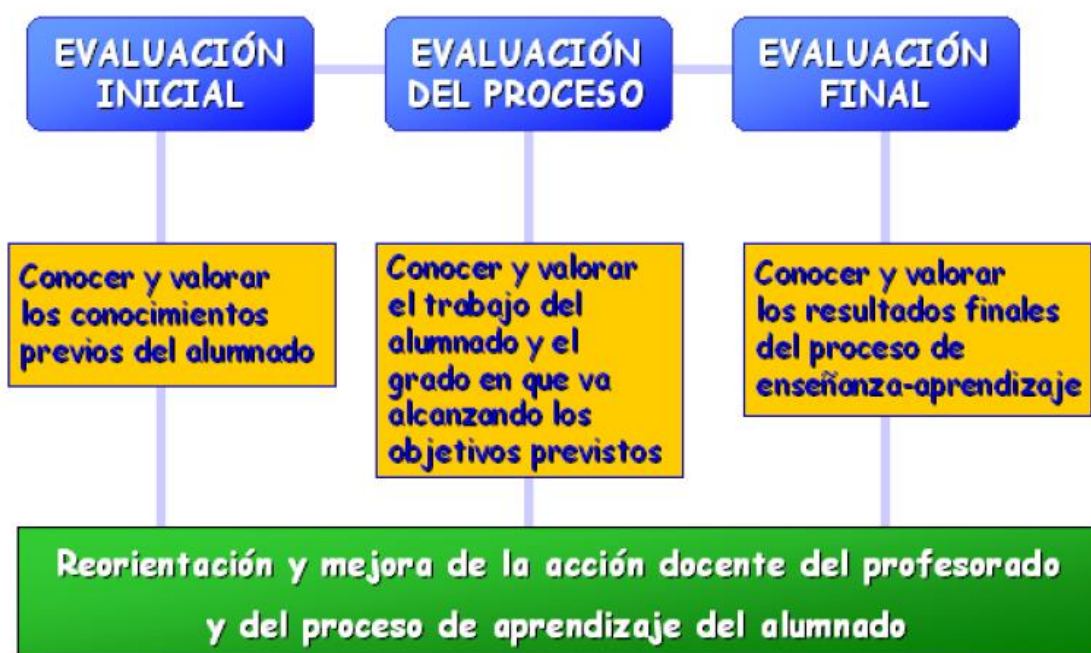 EVALUACIÓN
INICIAL
EVALUACIÓN
DEL PROCESO
EVALUACIÓN
FINAL
Conocer y valorar
los conocimientos
previos del alumnado
Conocer y valorar
el trabajo del
alumnado y el
grado en que va
alcanzando los
objetivos previstos
Conocer y valorar
los resultados finales
del proceso de
enseñanza-aprendizaje
Reorientación y mejora de la acción docente del profesorado
y del proceso de aprendizaje del alumnado